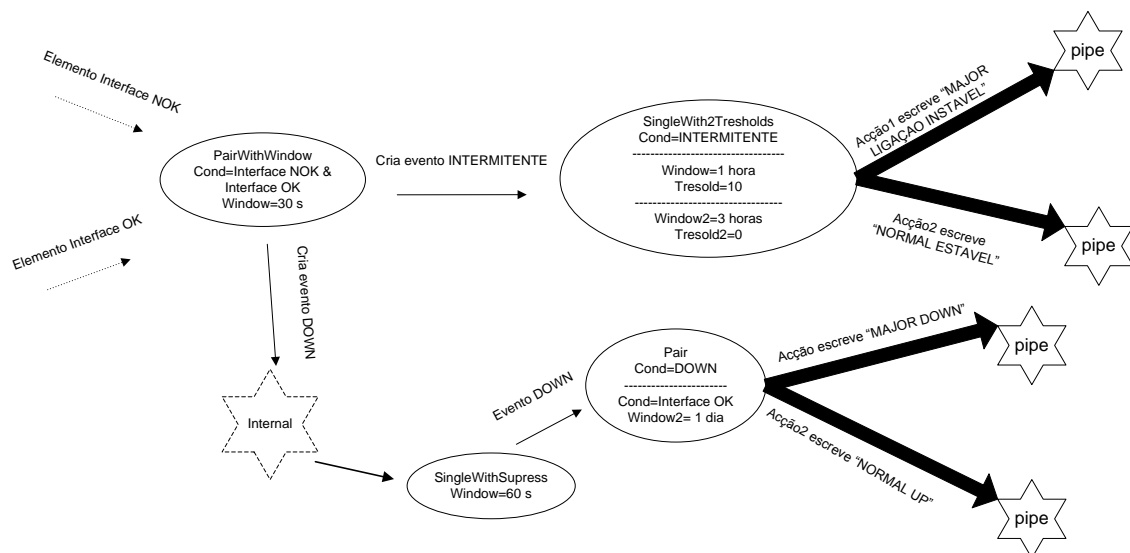 Elemento Interface NOK
Elemento Interface OK
PairWithWindow
Cond=Interface NOK &
Interface OK
Window=30 s
Cria evento INTERMITENTE
SingleWith2Tresholds
Cond=INTERMITENTE
-----------------------------------
Window=1 hora
Tresold=10
-----------------------------------
Window2=3 horas
Tresold2=0
Acção1 escreve “MAJOR
LIGAÇAO INSTAVEL”
pipe
Acção2 escreve
“NORMAL ESTAVEL”
pipe
Cria evento DOWN
Internal
SingleWithSupress
Window=60 s
Evento DOWN
Pair
Cond=DOWN
------------------------
Cond=Interface OK
Window2= 1 dia
Acção escreve “MAJOR DOWN”
pipe
Acção2 escreve “NORMAL UP”
pipe